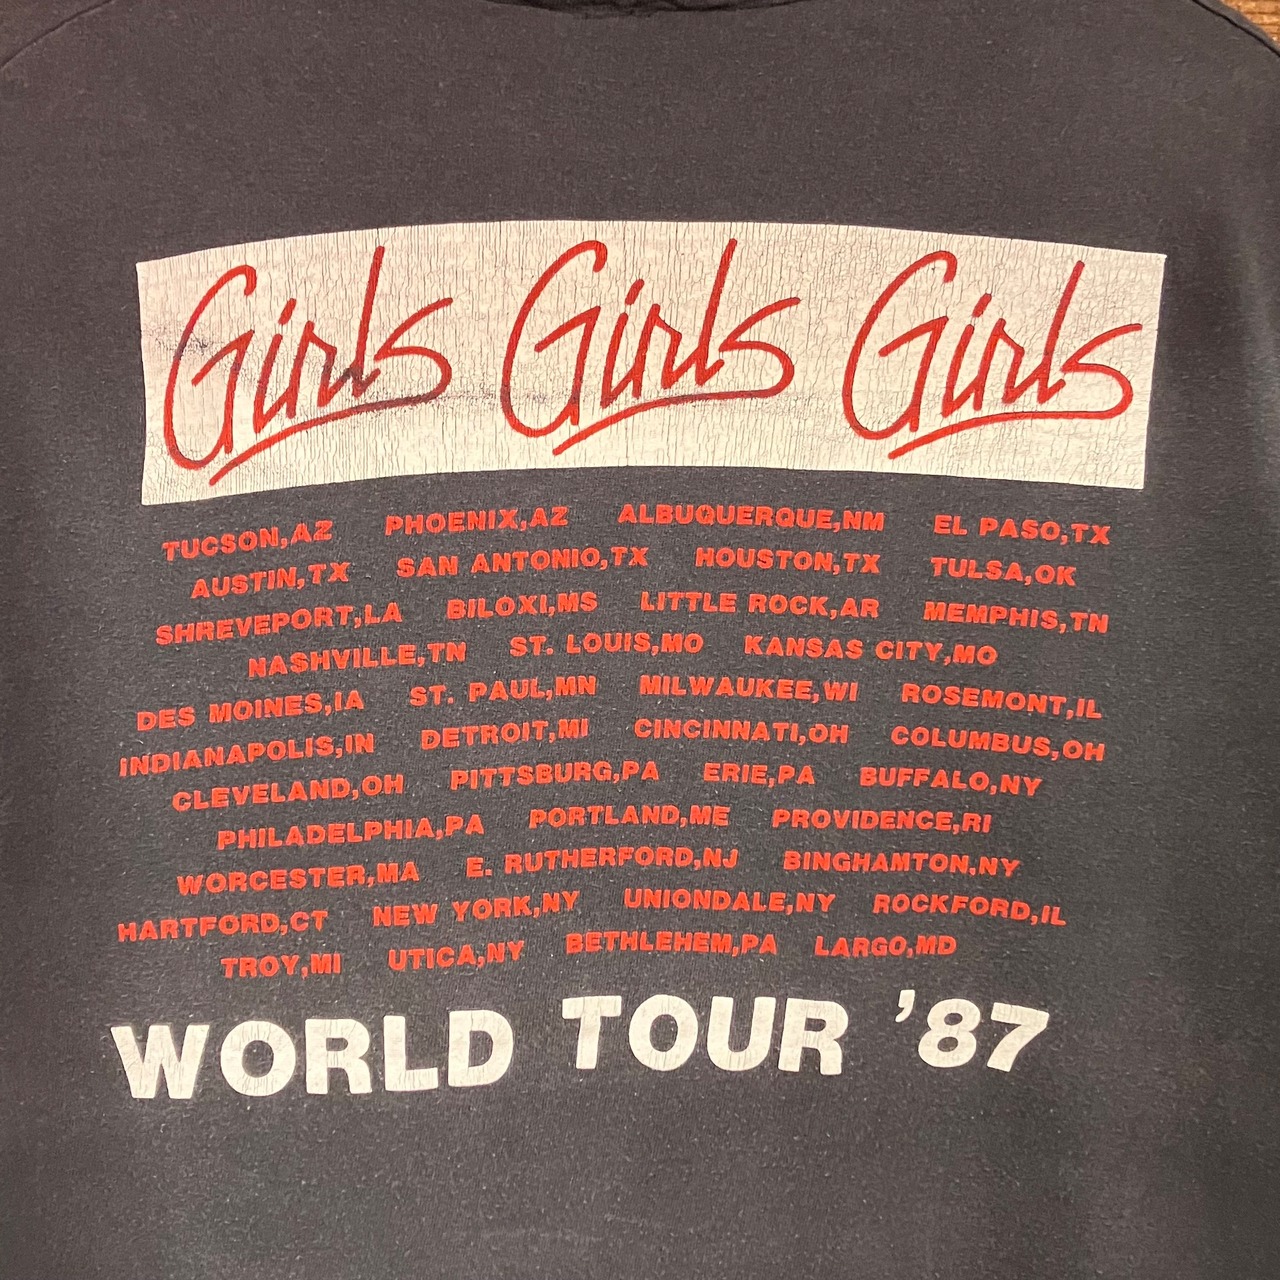 Girls Girls Girls
TUCSON,AZ PHOENIX,AZ ALBUQUERQUE,NM EL PASO,TX
AUSTIN,TX SAN ANTONIO,TX HOUSTON,TX TULSA,OK
SHREVEPORT,LA BILOXI,MS LITTLE ROCK,AR MEMPHIS,TN
NASHVILLE,TN ST. LOUIS,MO KANSAS CITY,MO
DES MOINES,IA ST. PAUL,MN MILWAUKEE,WI ROSEMONT,IL
INDIANAPOLIS,IN DETROIT,MI CINCINNATI,OH COLUMBUS,OH
CLEVELAND,OH PITTSBURG,PA ERIE,PA BUFFALO,NY
PHILADELPHIA,PA PORTLAND,ME PROVIDENCE,RI
WORCESTER,MA E. RUTHERFORD,NJ BINGHAMTON,NY
HARTFORD,CT NEW YORK,NY UNIONDALE,NY ROCKFORD,IL
TROY,MI UTICA,NY BETHLEHEM,PA LARGO,MD
WORLD TOUR '87